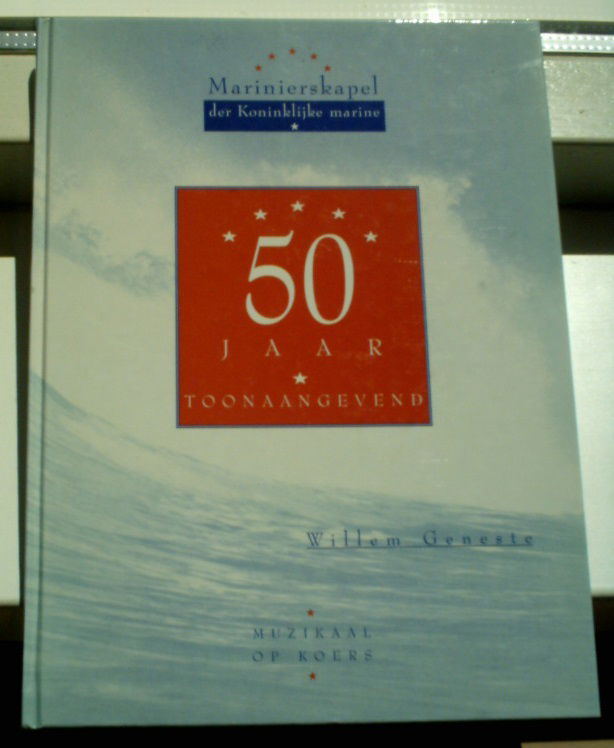 Marinierskapel
der Koninklijke marine
50
JAAR
TOONAANGEVEND
Willem Geneste
MUZIKAAL
OP KOERS